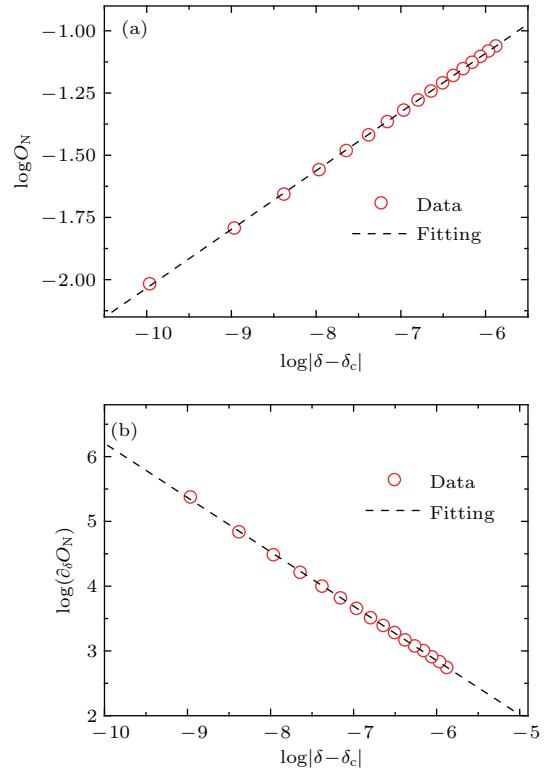 (a)
−1.00
−1.25
−1.50
−1.75
−2.00
logO_N
Data
Fitting
−10 −9 −8 −7 −6
log|δ−δ_c|
(b)
6
5
4
3
2
log(∂_δO_N)
Data
Fitting
−10 −9 −8 −7 −6 −5
log|δ−δ_c|